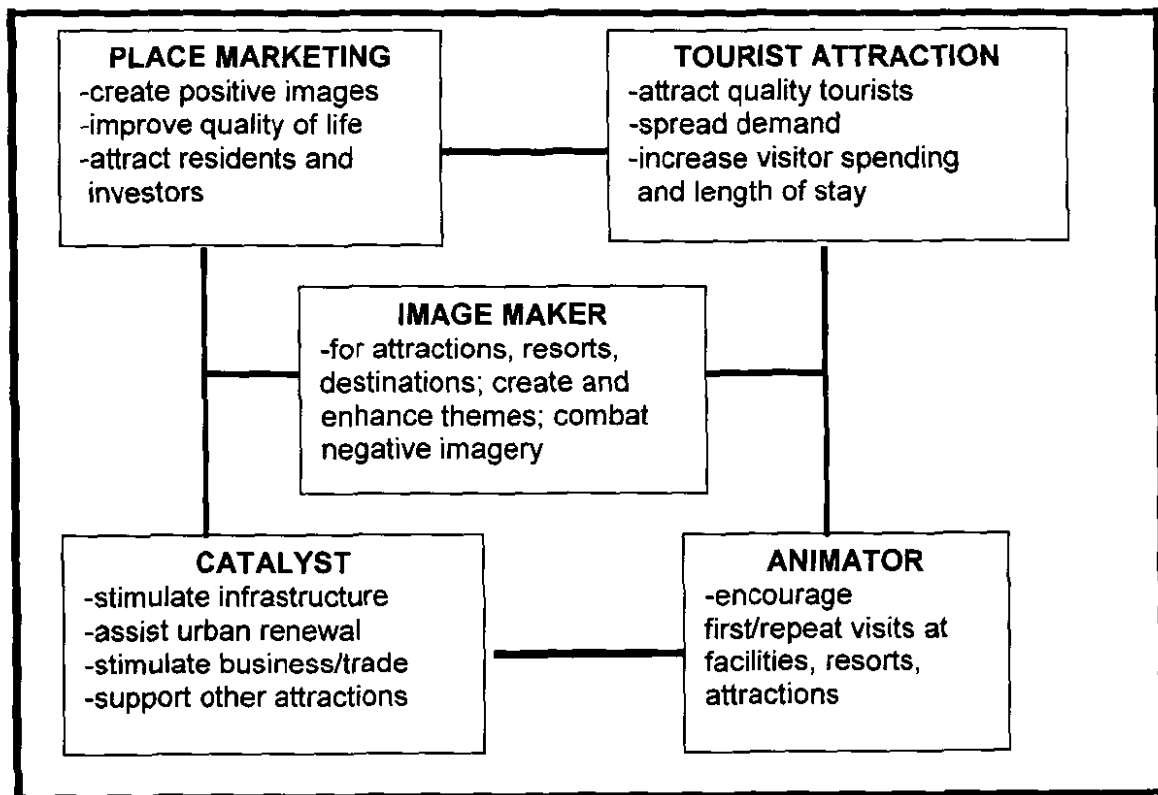 PLACE MARKETING
-create positive images
-improve quality of life
-attract residents and
investors
TOURIST ATTRACTION
-attract quality tourists
-spread demand
-increase visitor spending
and length of stay
IMAGE MAKER
-for attractions, resorts,
destinations; create and
enhance themes; combat
negative imagery
CATALYST
-stimulate infrastructure
-assist urban renewal
-stimulate business/trade
-support other attractions
ANIMATOR
-encourage
first/repeat visits at
facilities, resorts,
attractions